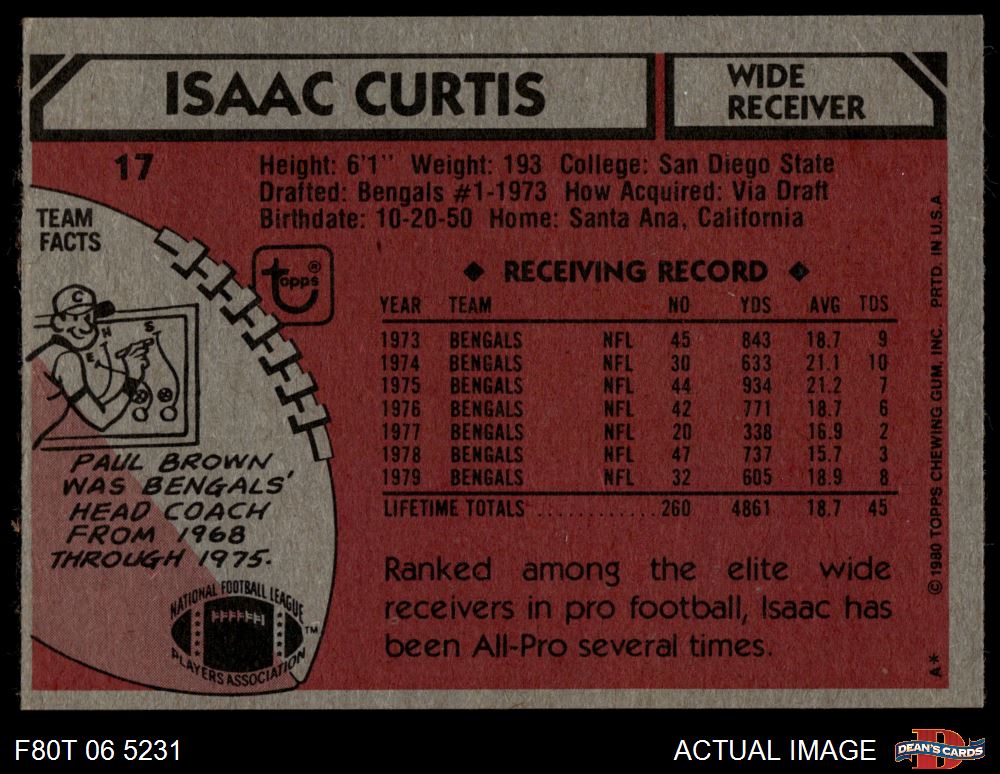 ISAAC CURTIS
WIDE
RECEIVER
17
Height: 6'1" Weight: 193 College: San Diego State
Drafted: Bengals #1-1973 How Acquired: Via Draft
Birthdate: 10-20-50 Home: Santa Ana, California
TEAM
FACTS
topps®
C
H
S
E
PAUL BROWN
WAS BENGALS'
HEAD COACH
FROM 1968
THROUGH 1975.
NATIONAL FOOTBALL LEAGUE
PLAYERS ASSOCIATION
TM
◆ RECEIVING RECORD ◆
YEAR TEAM NO YDS AVG TDS
1973 BENGALS NFL 45 843 18.7 9
1974 BENGALS NFL 30 633 21.1 10
1975 BENGALS NFL 44 934 21.2 7
1976 BENGALS NFL 42 771 18.7 6
1977 BENGALS NFL 20 338 16.9 2
1978 BENGALS NFL 47 737 15.7 3
1979 BENGALS NFL 32 605 18.9 8
LIFETIME TOTALS ............ 260 4861 18.7 45
Ranked among the elite wide
receivers in pro football, Isaac has
been All-Pro several times.
A* ©1980 TOPPS CHEWING GUM, INC. PRTD. IN U.S.A.
F80T 06 5231
ACTUAL IMAGE
D
DEAN'S CARDS